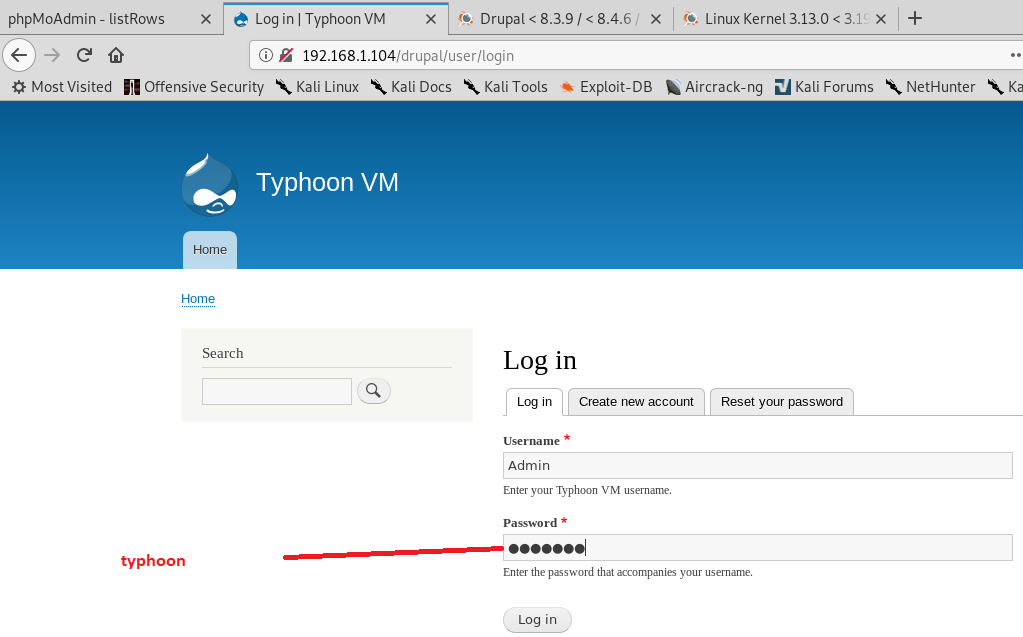 phpMoAdmin - listRows
Log in | Typhoon VM
Drupal < 8.3.9 / < 8.4.6 /
Linux Kernel 3.13.0 < 3.19
192.168.1.104/drupal/user/login
Most Visited Offensive Security Kali Linux Kali Docs Kali Tools Exploit-DB Aircrack-ng Kali Forums NetHunter Ka
Typhoon VM
Home
Home
Search
Log in
Log in Create new account Reset your password
Username *
Admin
Enter your Typhoon VM username.
Password *
●●●●●●●
typhoon
Enter the password that accompanies your username.
Log in